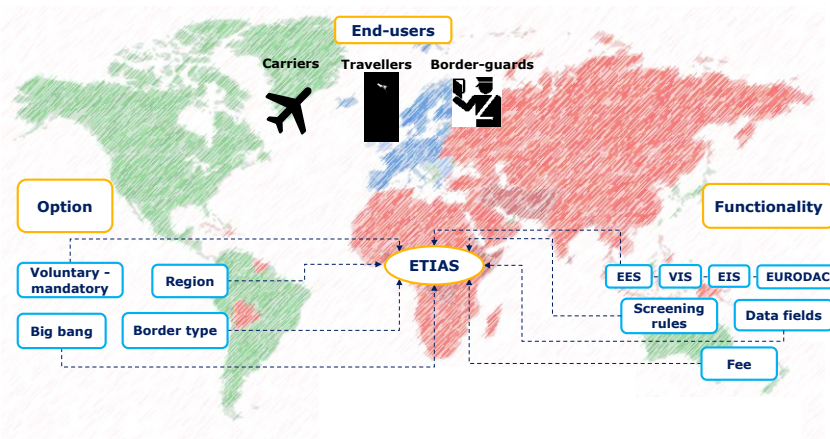 End-users
Carriers
Travellers
Border-guards
Option
Functionality
ETIAS
Voluntary -
mandatory
Region
EES
VIS
EIS
EURODAC
Big bang
Border type
Screening
rules
Data fields
Fee